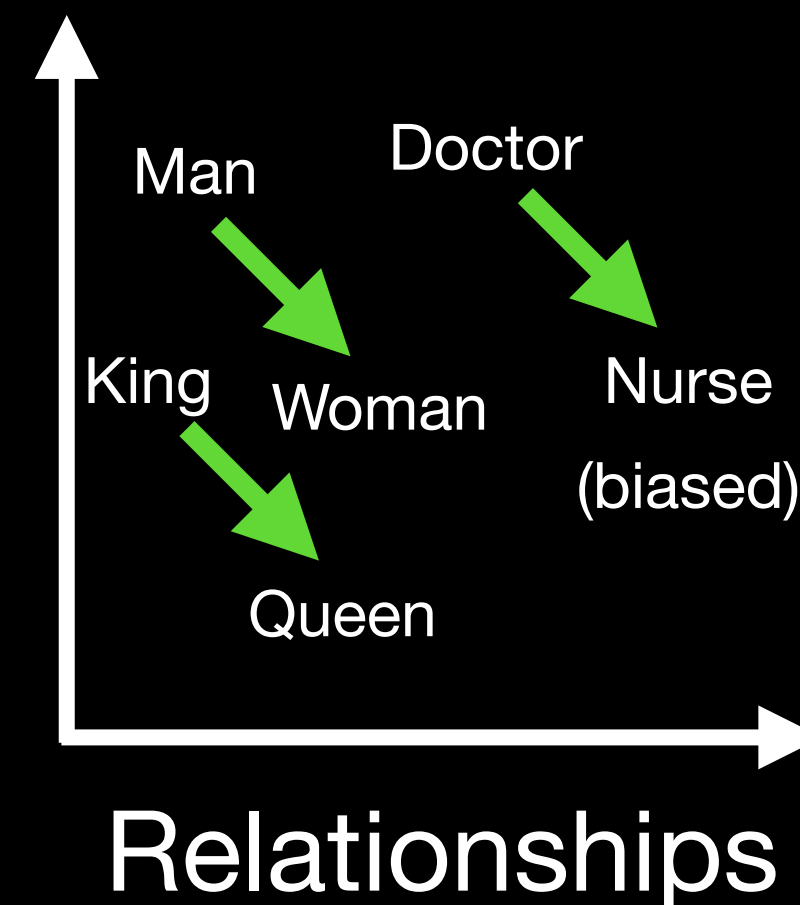 Man
Doctor
King
Woman
Nurse
(biased)
Queen
Relationships